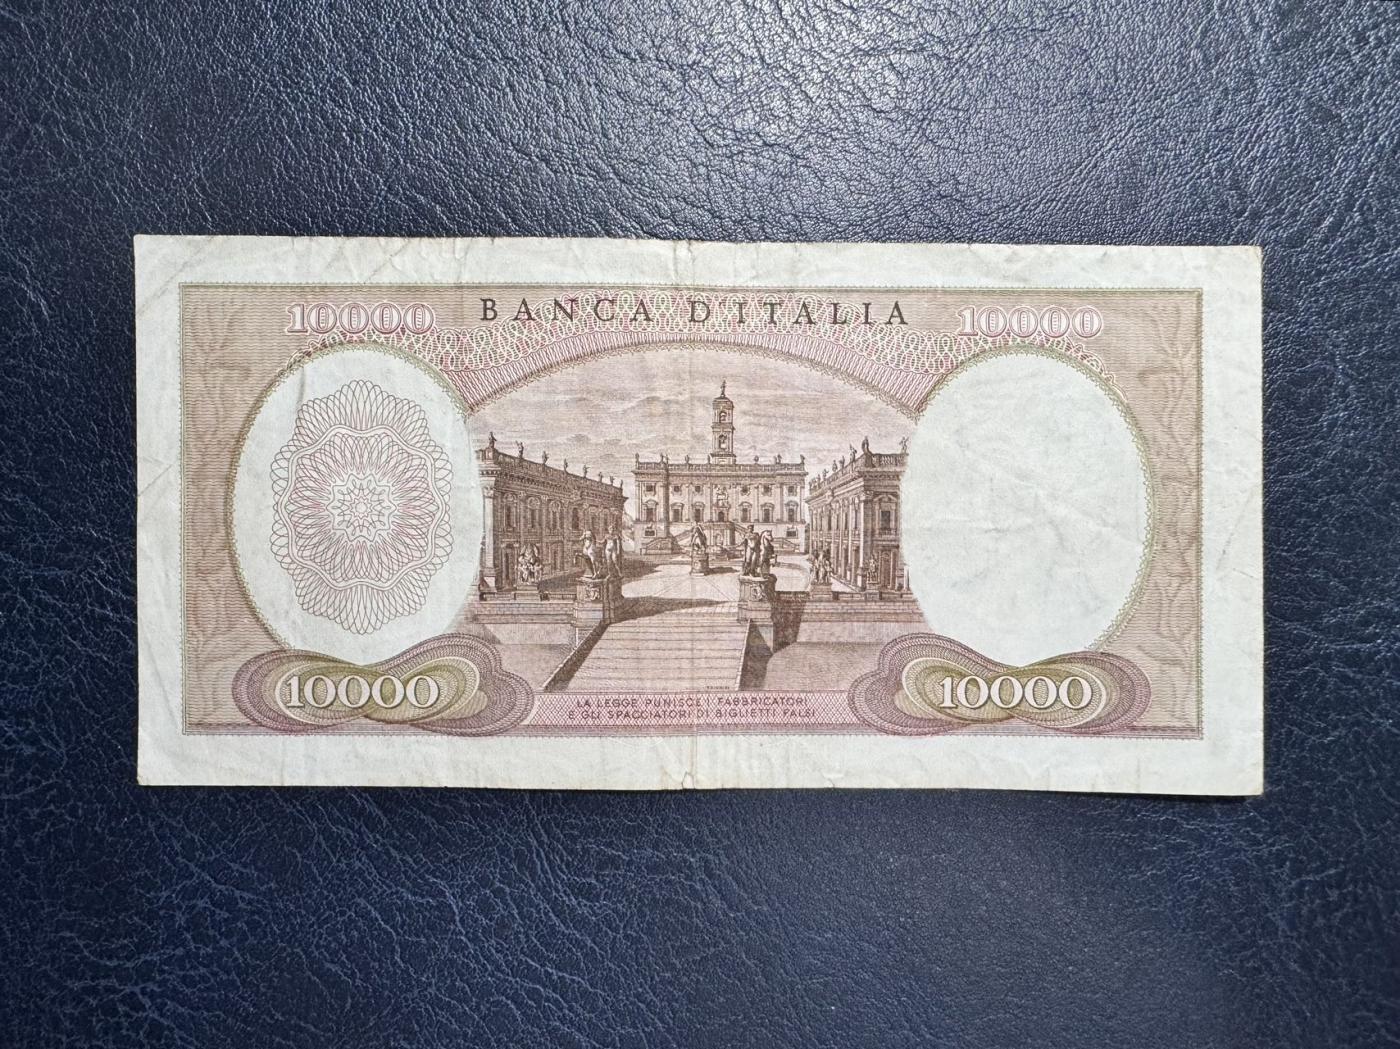 10000 BANCA D'ITALIA 10000
10000 10000
LA LEGGE PUNISCE I FABBRICATORI
E GLI SPACCIATORI DI BIGLIETTI FALSI